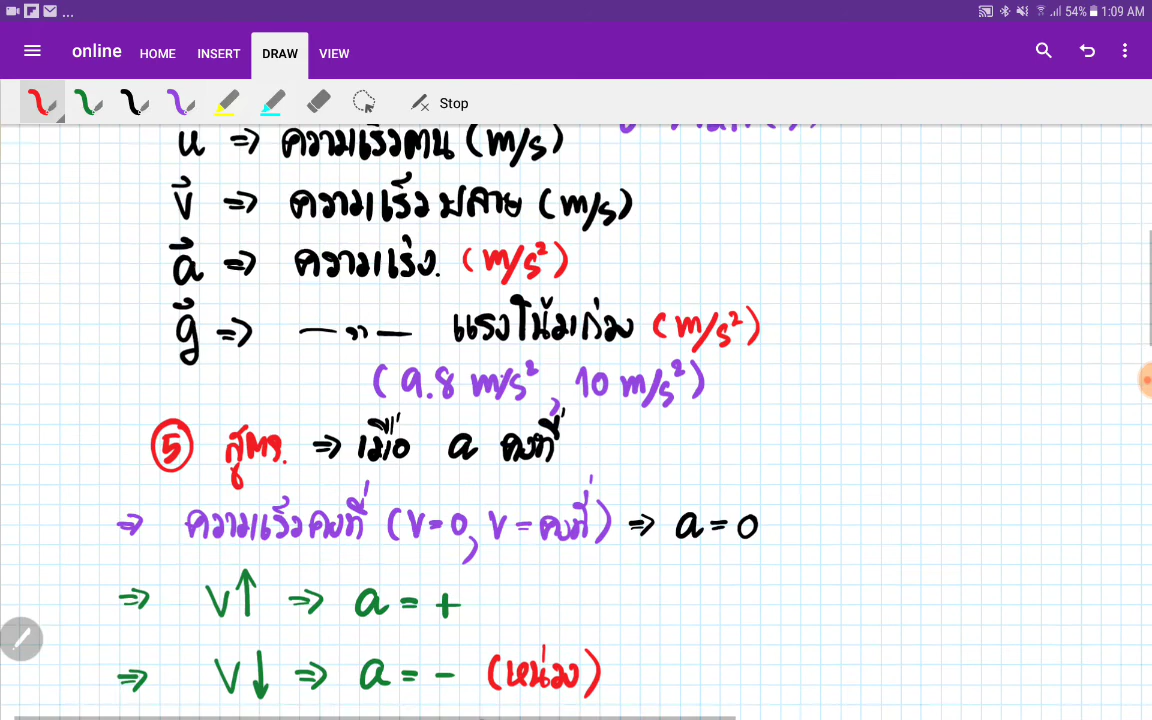 ... 54% 1:09 AM
online HOME INSERT DRAW VIEW
Stop
u => ความเร็วต้น (m/s)
v => ความเร็วปลาย (m/s)
a => ความเร่ง. (m/s²)
g => —"— แรงโน้มถ่วง (m/s²)
(9.8 m/s², 10 m/s²)
⑤ สูตร. => เมื่อ a คงที่
=> ความเร็วคงที่ (v=0, v=คงที่) => a=0
=> v↑ => a = +
=> v↓ => a = - (หน่วง)